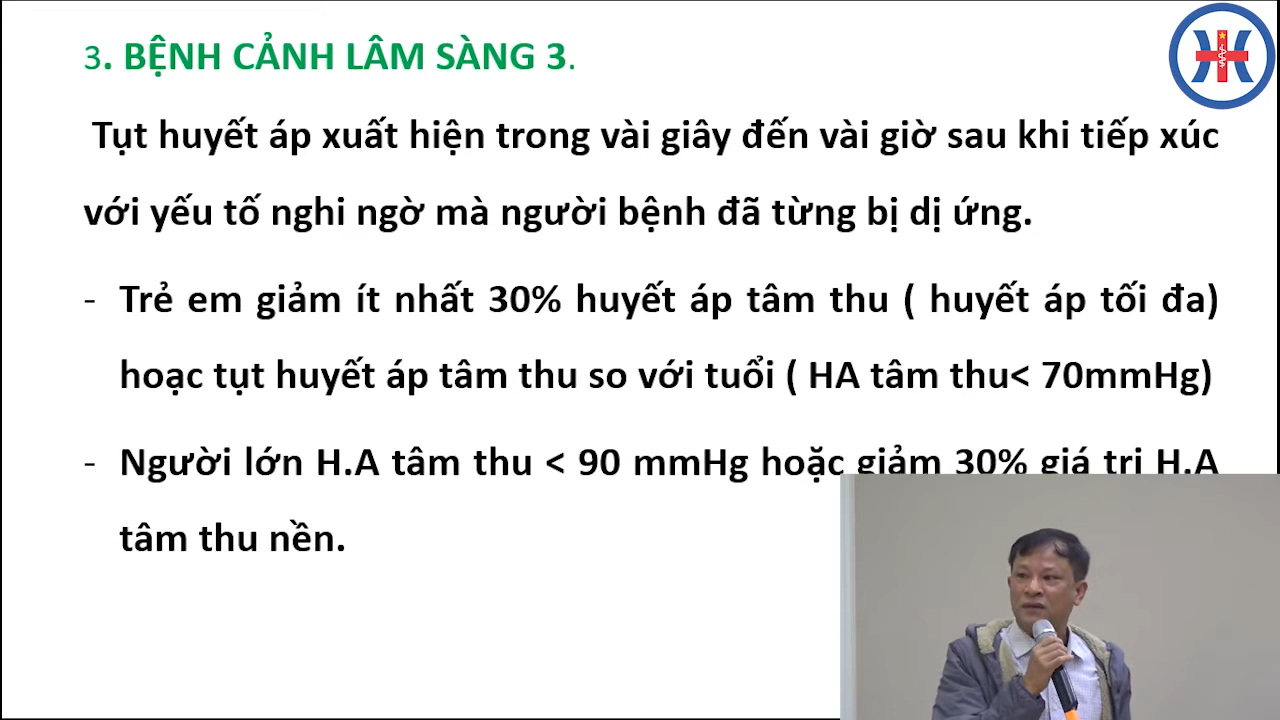 3. BỆNH CẢNH LÂM SÀNG 3.
Tụt huyết áp xuất hiện trong vài giây đến vài giờ sau khi tiếp xúc
với yếu tố nghi ngờ mà người bệnh đã từng bị dị ứng.
- Trẻ em giảm ít nhất 30% huyết áp tâm thu ( huyết áp tối đa)
hoạc tụt huyết áp tâm thu so với tuổi ( HA tâm thu< 70mmHg)
- Người lớn H.A tâm thu < 90 mmHg hoặc giảm 30% giá trị H.A
tâm thu nền.